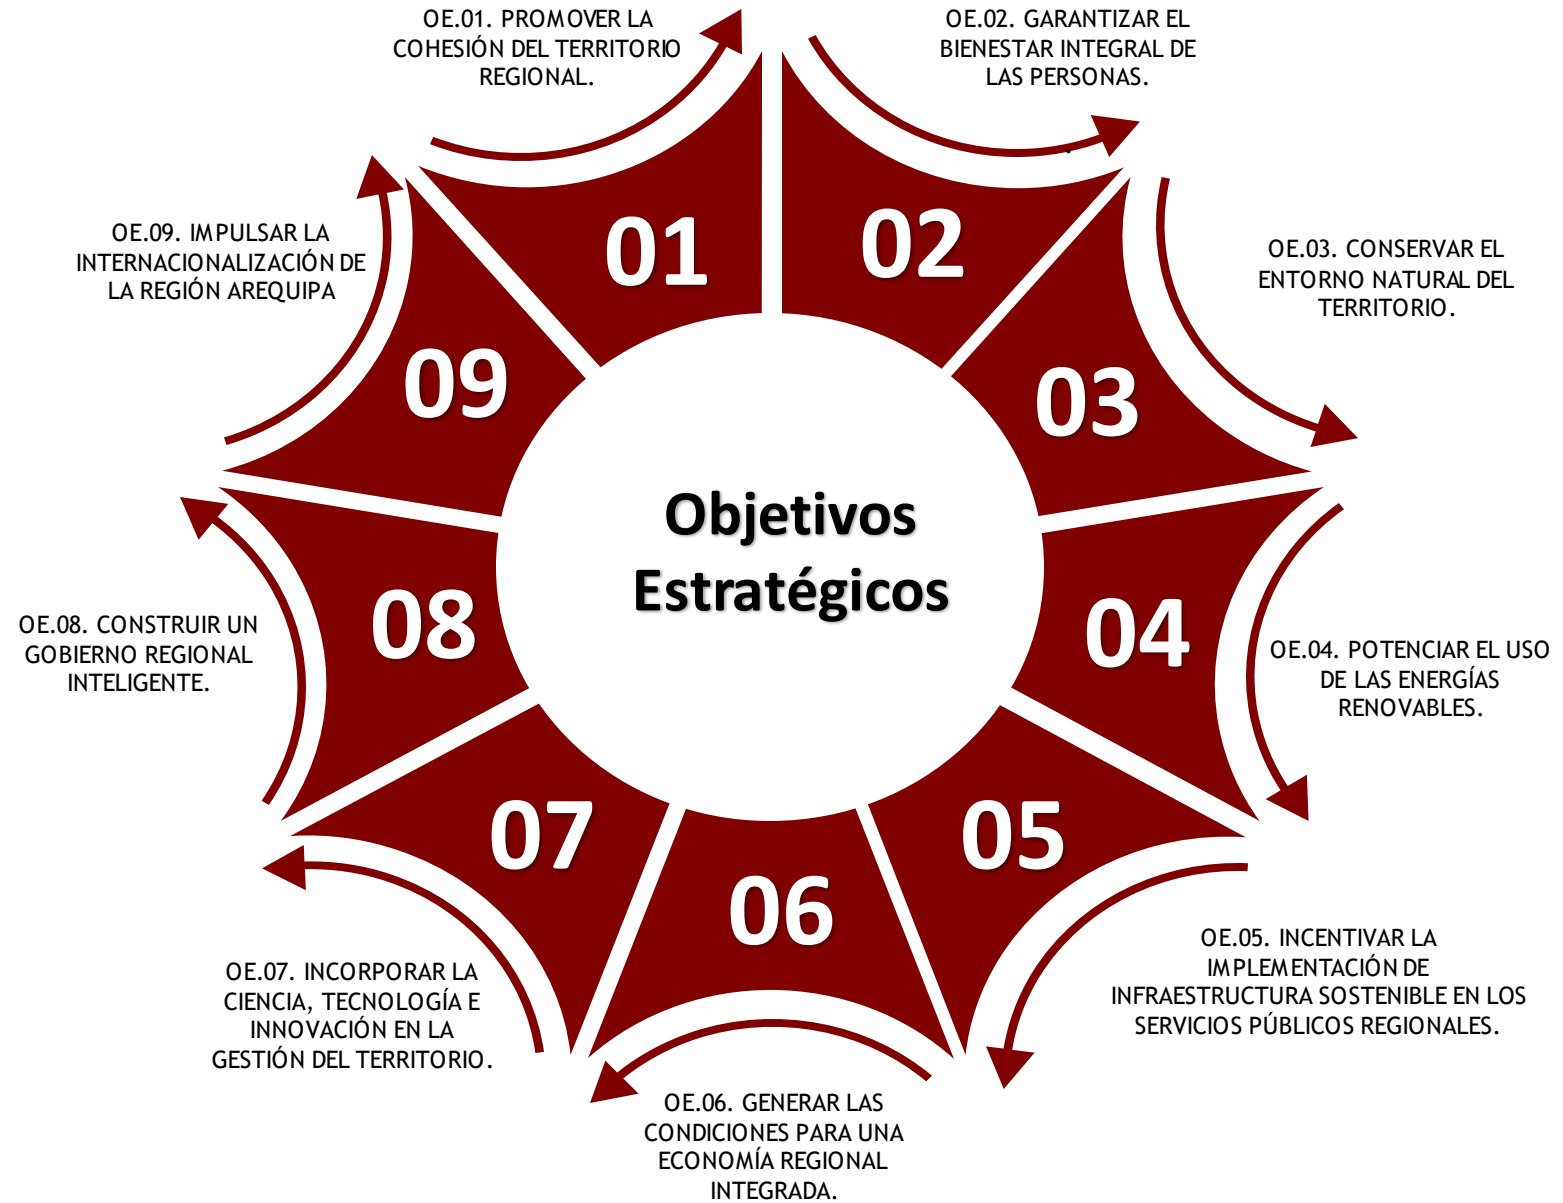 OE.01. PROMOVER LA
COHESIÓN DEL TERRITORIO
REGIONAL.
OE.02. GARANTIZAR EL
BIENESTAR INTEGRAL DE
LAS PERSONAS.
OE.03. CONSERVAR EL
ENTORNO NATURAL DEL
TERRITORIO.
OE.04. POTENCIAR EL USO
DE LAS ENERGÍAS
RENOVABLES.
OE.05. INCENTIVAR LA
IMPLEMENTACIÓN DE
INFRAESTRUCTURA SOSTENIBLE EN LOS
SERVICIOS PÚBLICOS REGIONALES.
OE.06. GENERAR LAS
CONDICIONES PARA UNA
ECONOMÍA REGIONAL
INTEGRADA.
OE.07. INCORPORAR LA
CIENCIA, TECNOLOGÍA E
INNOVACIÓN EN LA
GESTIÓN DEL TERRITORIO.
OE.08. CONSTRUIR UN
GOBIERNO REGIONAL
INTELIGENTE.
OE.09. IMPULSAR LA
INTERNACIONALIZACIÓN DE
LA REGIÓN AREQUIPA
01
02
03
04
05
06
07
08
09
Objetivos
Estratégicos